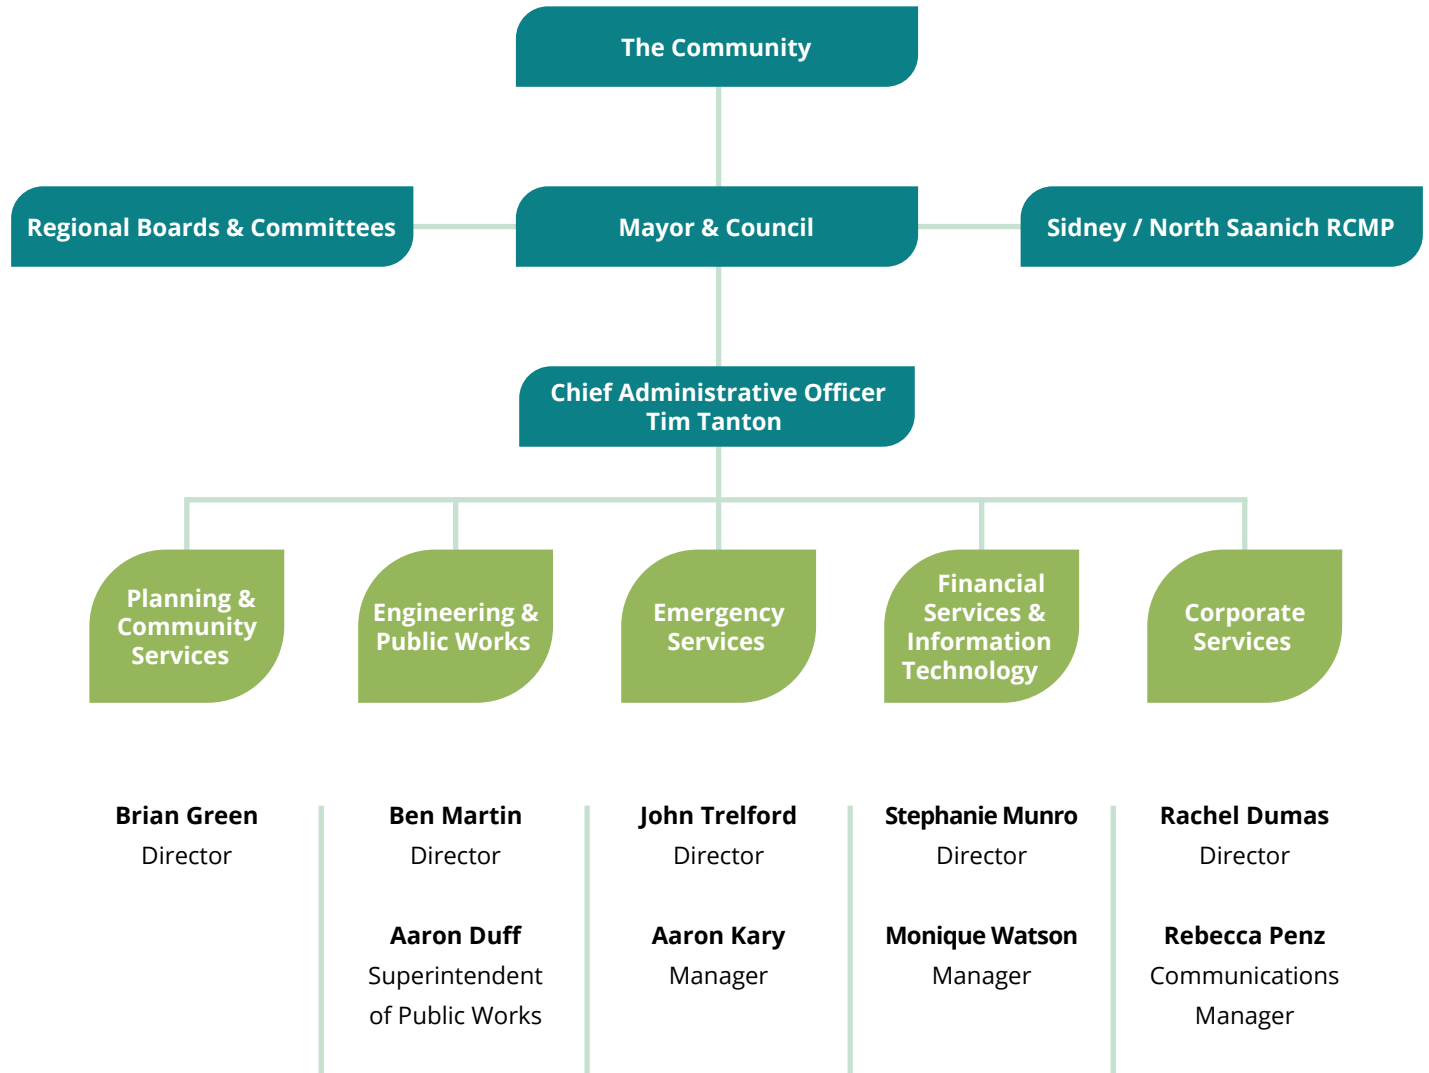 The Community
Regional Boards & Committees
Mayor & Council
Sidney / North Saanich RCMP
Chief Administrative Officer
Tim Tanton
Planning &
Community
Services
Engineering &
Public Works
Emergency
Services
Financial
Services &
Information
Technology
Corporate
Services
Brian Green
Director
Ben Martin
Director
Aaron Duff
Superintendent
of Public Works
John Trelford
Director
Aaron Kary
Manager
Stephanie Munro
Director
Monique Watson
Manager
Rachel Dumas
Director
Rebecca Penz
Communications
Manager